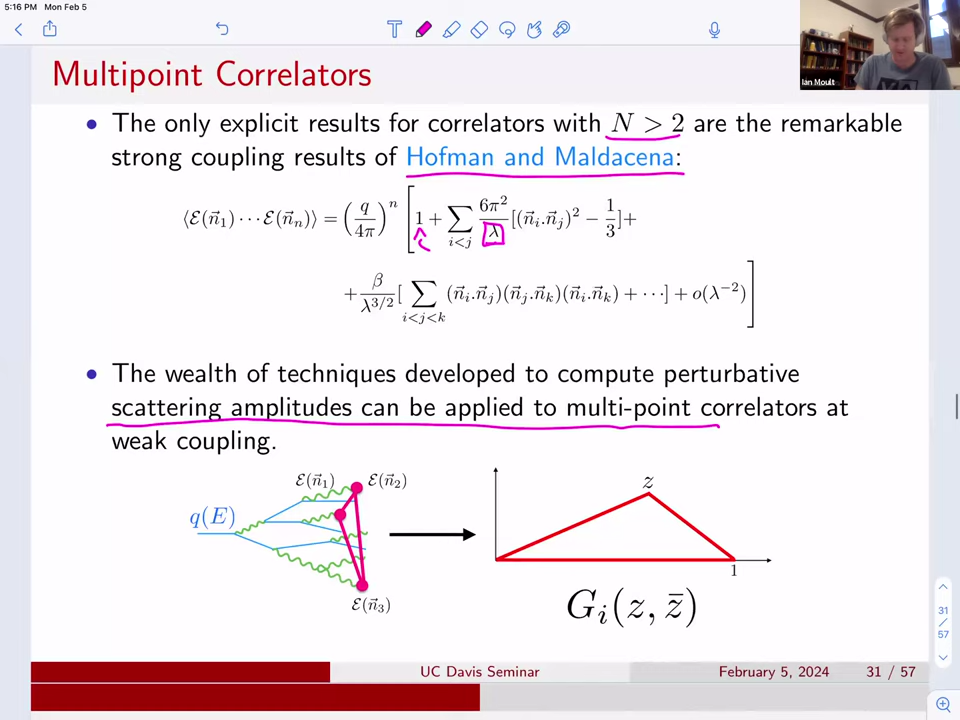 5:16 PM Mon Feb 5
Ian Moult
Multipoint Correlators
• The only explicit results for correlators with N > 2 are the remarkable
strong coupling results of Hofman and Maldacena:
⟨ℰ(n⃗₁) ⋯ ℰ(n⃗ₙ)⟩ = (q/4π)ⁿ [1 + ∑_{i<j} 6π²/λ [(n⃗ᵢ.n⃗ⱼ)² − 1/3]+
+ β/λ^{3/2} [ ∑_{i<j<k} (n⃗ᵢ.n⃗ⱼ)(n⃗ⱼ.n⃗ₖ)(n⃗ᵢ.n⃗ₖ) + ⋯] + o(λ⁻²)]
• The wealth of techniques developed to compute perturbative
scattering amplitudes can be applied to multi-point correlators at
weak coupling.
ℰ(n⃗₁) ℰ(n⃗₂)
q(E)
ℰ(n⃗₃)
z
1
Gᵢ(z, z̄)
31
/
57
UC Davis Seminar February 5, 2024 31 / 57